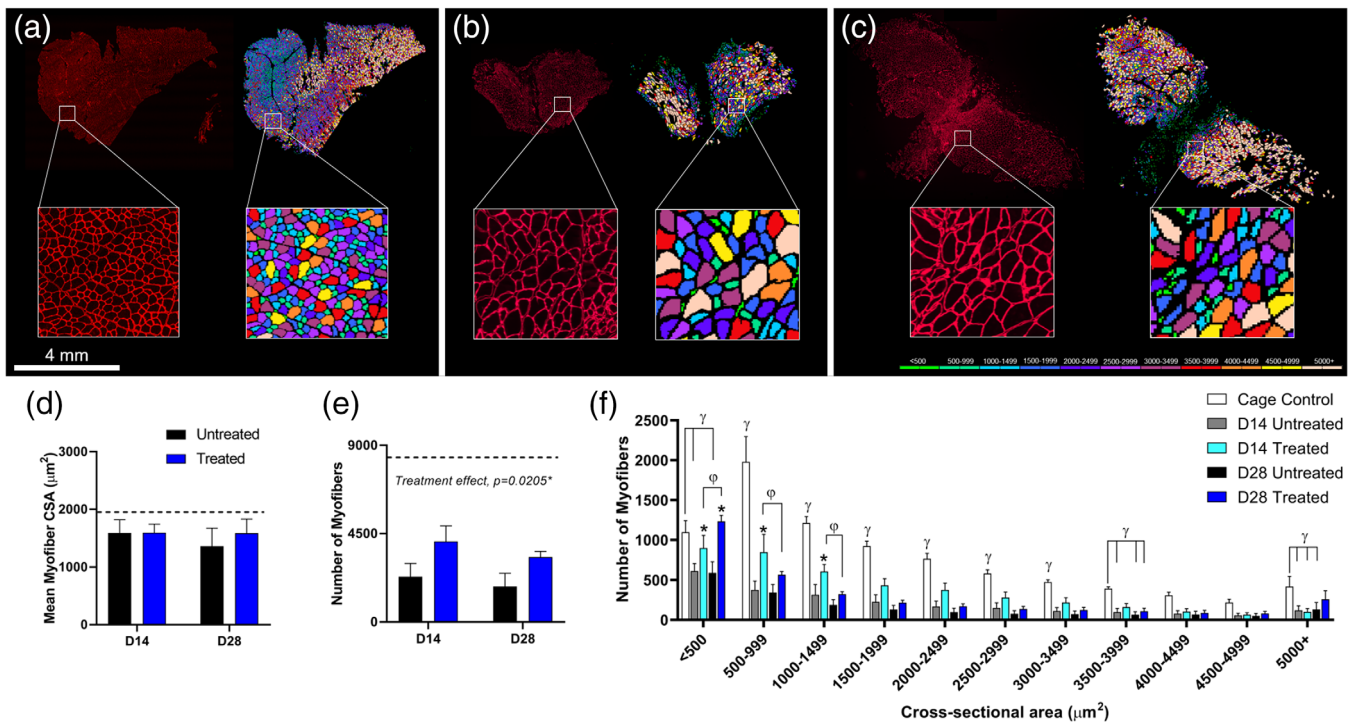 (a)
(b)
(c)
4 mm
<500 500-999 1000-1499 1500-1999 2000-2499 2500-2999 3000-3499 3500-3999 4000-4499 4500-4999 5000+
(d)
Untreated
Treated
Mean Myofiber CSA (μm²)
3000
2000
1000
0
D14 D28
(e)
Number of Myofibers
9000
4500
0
Treatment effect, p=0.0205*
D14 D28
(f)
Number of Myofibers
2500
2000
1500
1000
500
0
Cage Control
D14 Untreated
D14 Treated
D28 Untreated
D28 Treated
γ
φ
*
*
γ
φ
*
γ
φ
*
γ
γ
γ
γ
γ
γ
<500
500-999
1000-1499
1500-1999
2000-2499
2500-2999
3000-3499
3500-3999
4000-4499
4500-4999
5000+
Cross-sectional area (μm²)